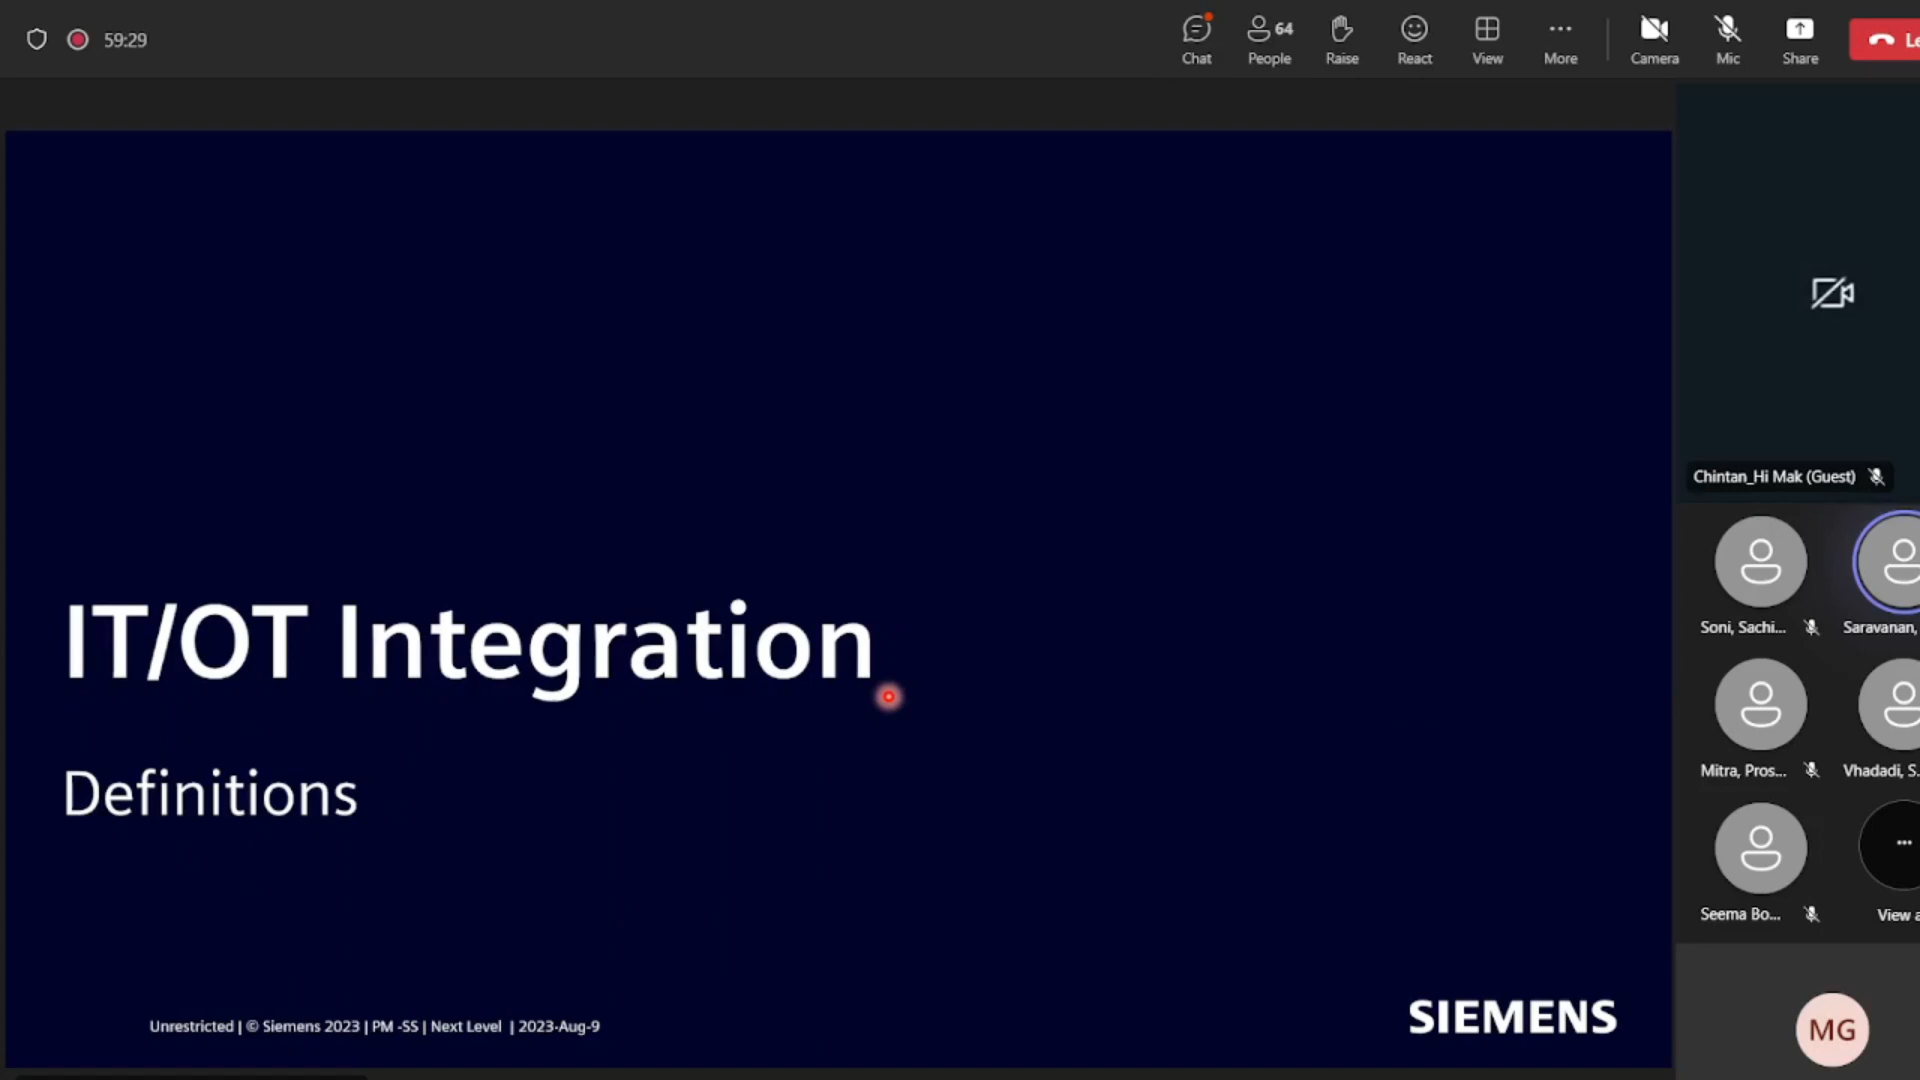 59:29
Chat
64
People
Raise
React
View
More
Camera
Mic
Share
IT/OT Integration
Definitions
Unrestricted | © Siemens 2023 | PM -SS | Next Level | 2023-Aug-9
SIEMENS
Chintan_Hi Mak (Guest)
Soni, Sachi...
Saravanan,
Mitra, Pros...
Vhadadi, S...
Seema Bo...
View
MG